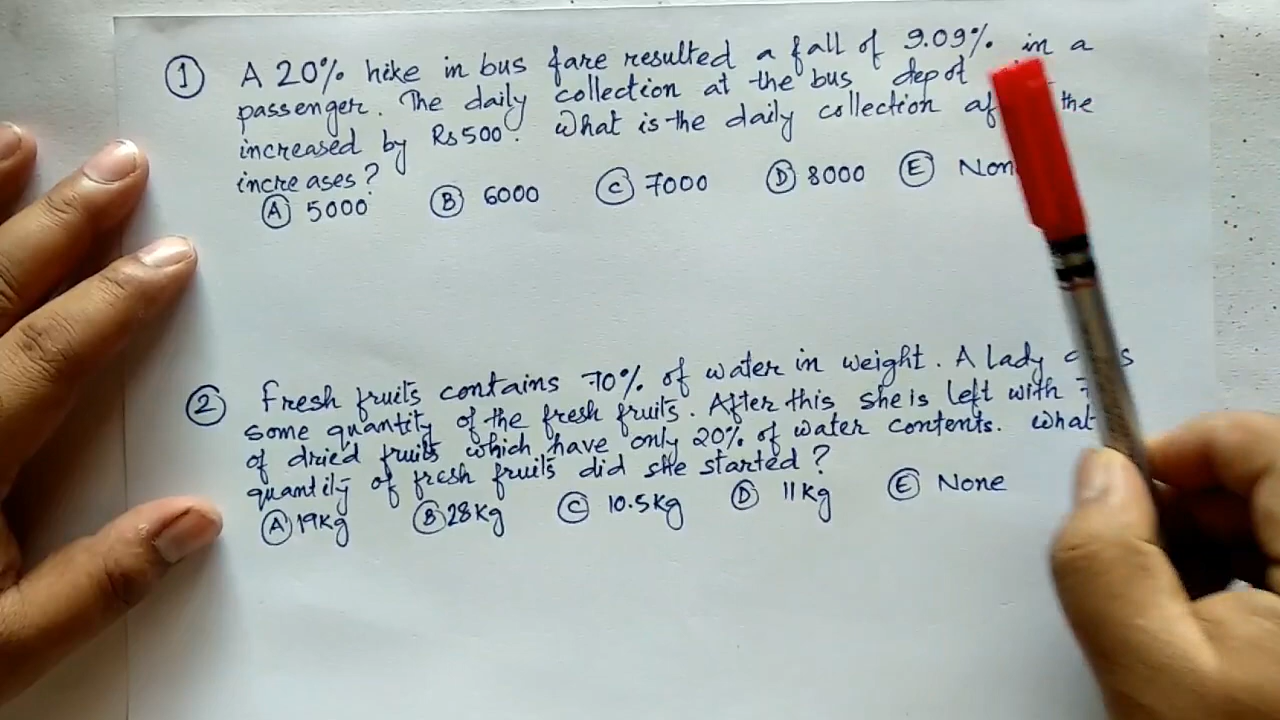 ① A 20% hike in bus fare resulted a fall of 9.09% in a
passenger. The daily collection at the bus depot
increased by Rs 500. What is the daily collection the
increases?
Ⓐ 5000 Ⓑ 6000 Ⓒ 7000 Ⓓ 8000 Ⓔ
② Fresh fruits contains 70% of water in weight. A lady
some quantity of the fresh fruits. After this she is left with
of dried fruits which have only 20% of water contents. What
quantity of fresh fruits did she started?
Ⓐ 19kg Ⓑ 28kg Ⓒ 10.5kg Ⓓ 11kg Ⓔ None